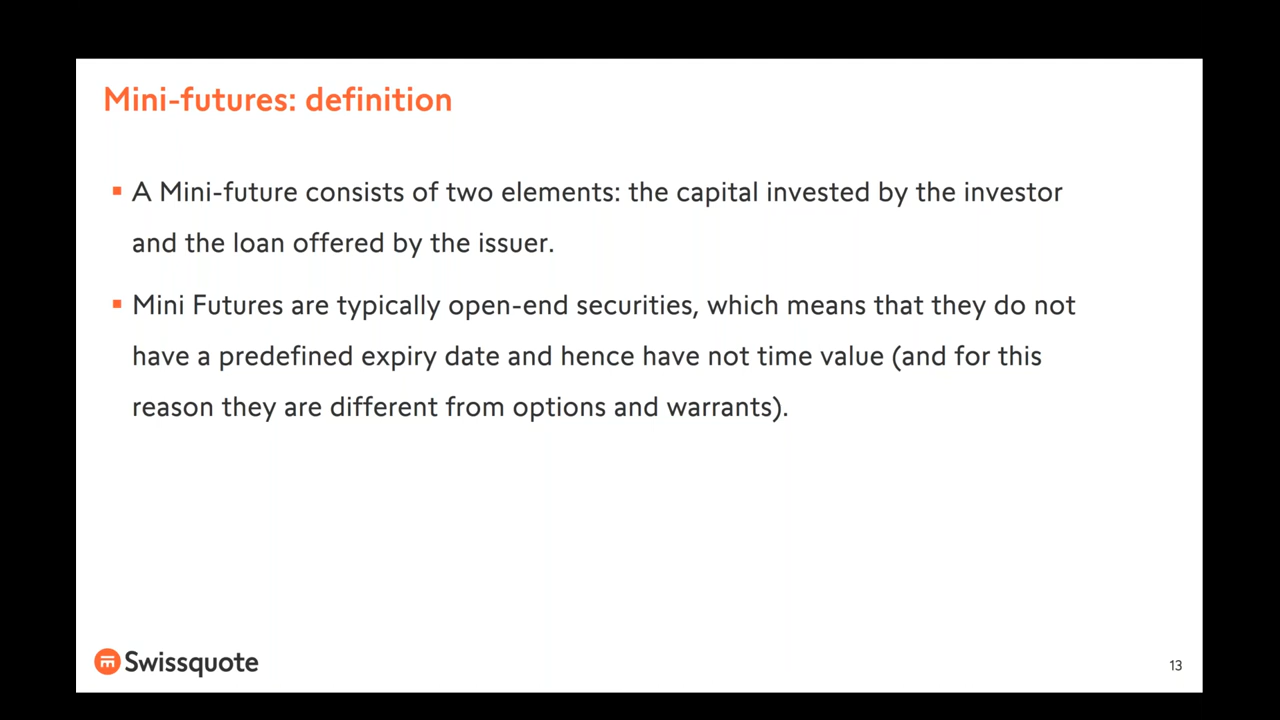 Mini-futures: definition
▪ A Mini-future consists of two elements: the capital invested by the investor
and the loan offered by the issuer.
▪ Mini Futures are typically open-end securities, which means that they do not
have a predefined expiry date and hence have not time value (and for this
reason they are different from options and warrants).
Swissquote
13